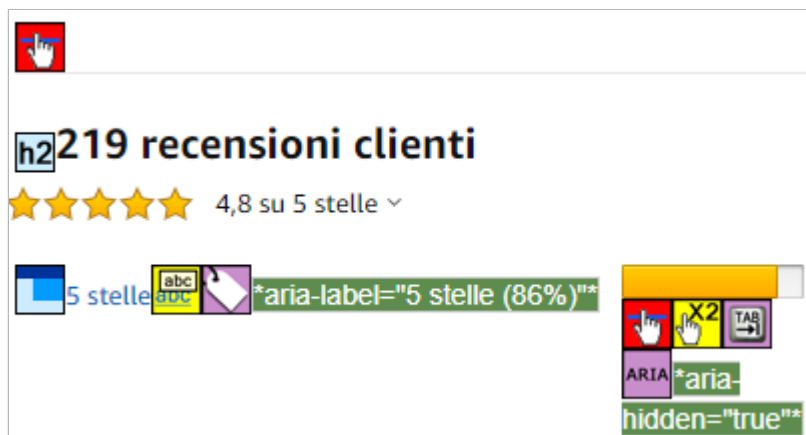 h2 219 recensioni clienti
4,8 su 5 stelle
5 stelle abc abc *aria-label="5 stelle (86%)"*
X2 TAB
ARIA *aria-
hidden="true"*